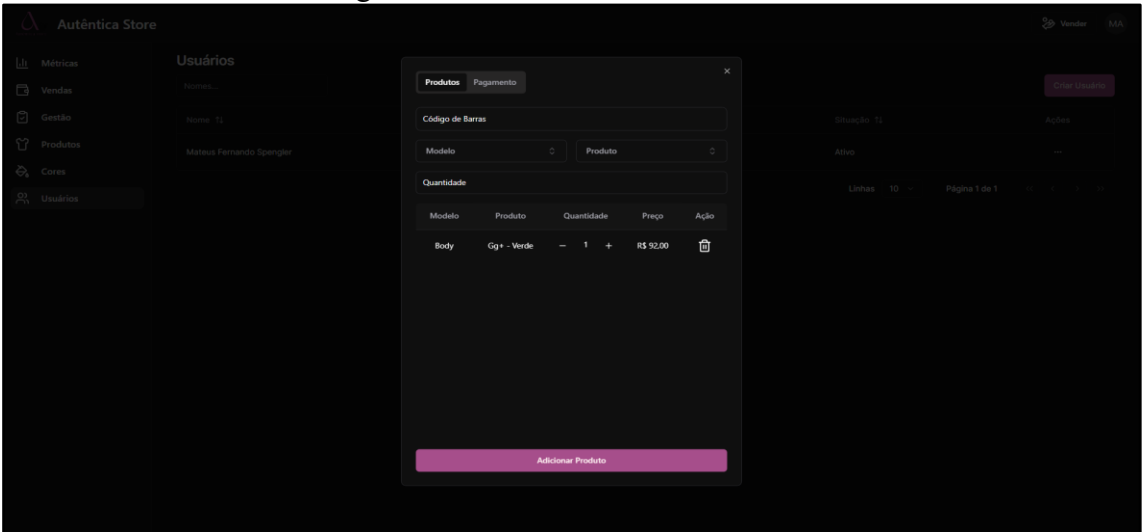 Autêntica Store
Vender MA
Métricas
Vendas
Gestão
Produtos
Cores
Usuários
Usuários
Nomes...
Criar Usuário
Nome
Situação
Ações
Mateus Fernando Spengler
Ativo
Linhas 10
Página 1 de 1
Produtos Pagamento
Código de Barras
Modelo Produto
Quantidade
Modelo Produto Quantidade Preço Ação
Body Gg+ - Verde − 1 + R$ 92,00
Adicionar Produto